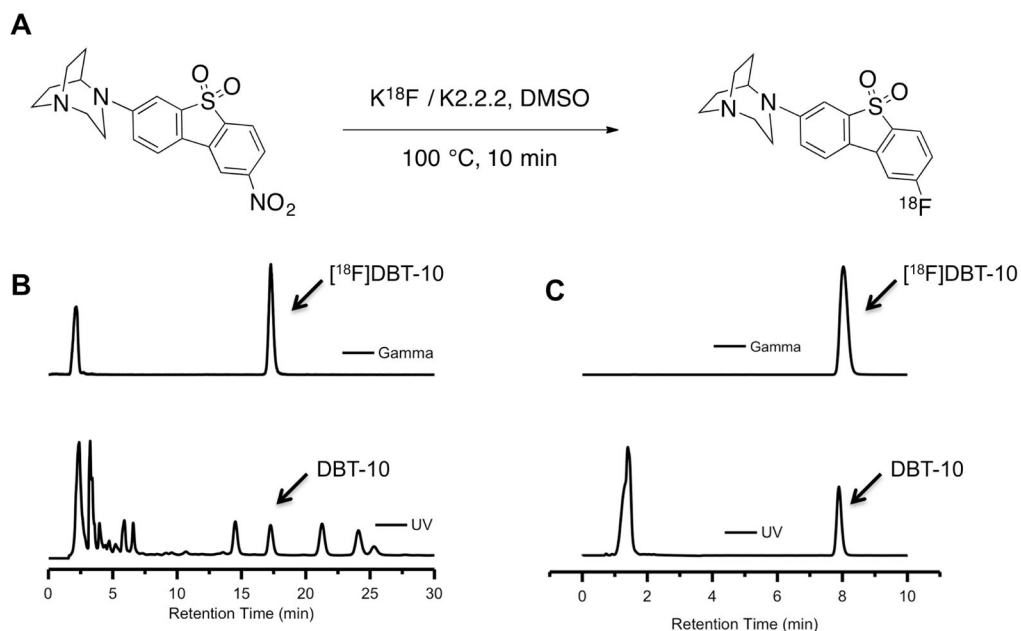 A
N
N
O
O
S
NO₂
K¹⁸F / K2.2.2, DMSO
100 °C, 10 min
N
N
O
O
S
¹⁸F
B
[¹⁸F]DBT-10
Gamma
DBT-10
UV
0 5 10 15 20 25 30
Retention Time (min)
C
[¹⁸F]DBT-10
Gamma
DBT-10
UV
0 2 4 6 8 10
Retention Time (min)